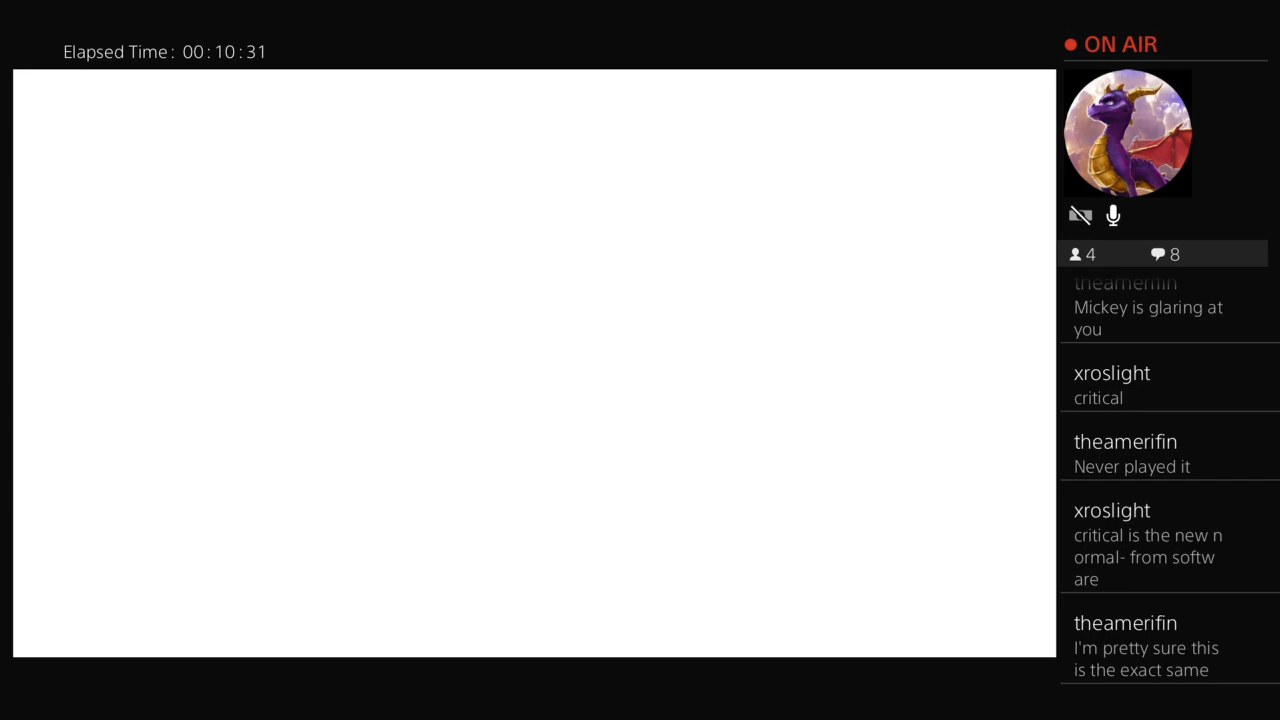 Elapsed Time: 00:10:31
ON AIR
4 8
theamerifin
Mickey is glaring at
you
xroslight
critical
theamerifin
Never played it
xroslight
critical is the new n
ormal- from softw
are
theamerifin
I'm pretty sure this
is the exact same